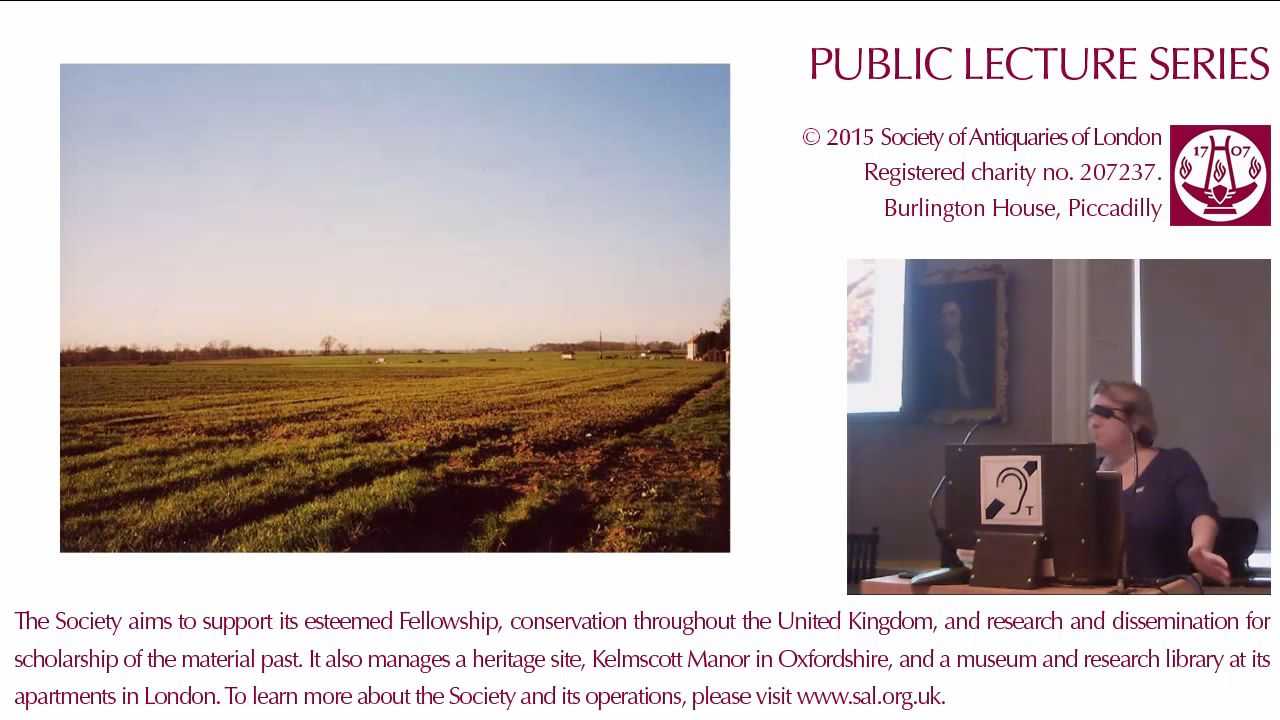 PUBLIC LECTURE SERIES
© 2015 Society of Antiquaries of London
Registered charity no. 207237.
Burlington House, Piccadilly
17 07
T
The Society aims to support its esteemed Fellowship, conservation throughout the United Kingdom, and research and dissemination for
scholarship of the material past. It also manages a heritage site, Kelmscott Manor in Oxfordshire, and a museum and research library at its
apartments in London. To learn more about the Society and its operations, please visit www.sal.org.uk.